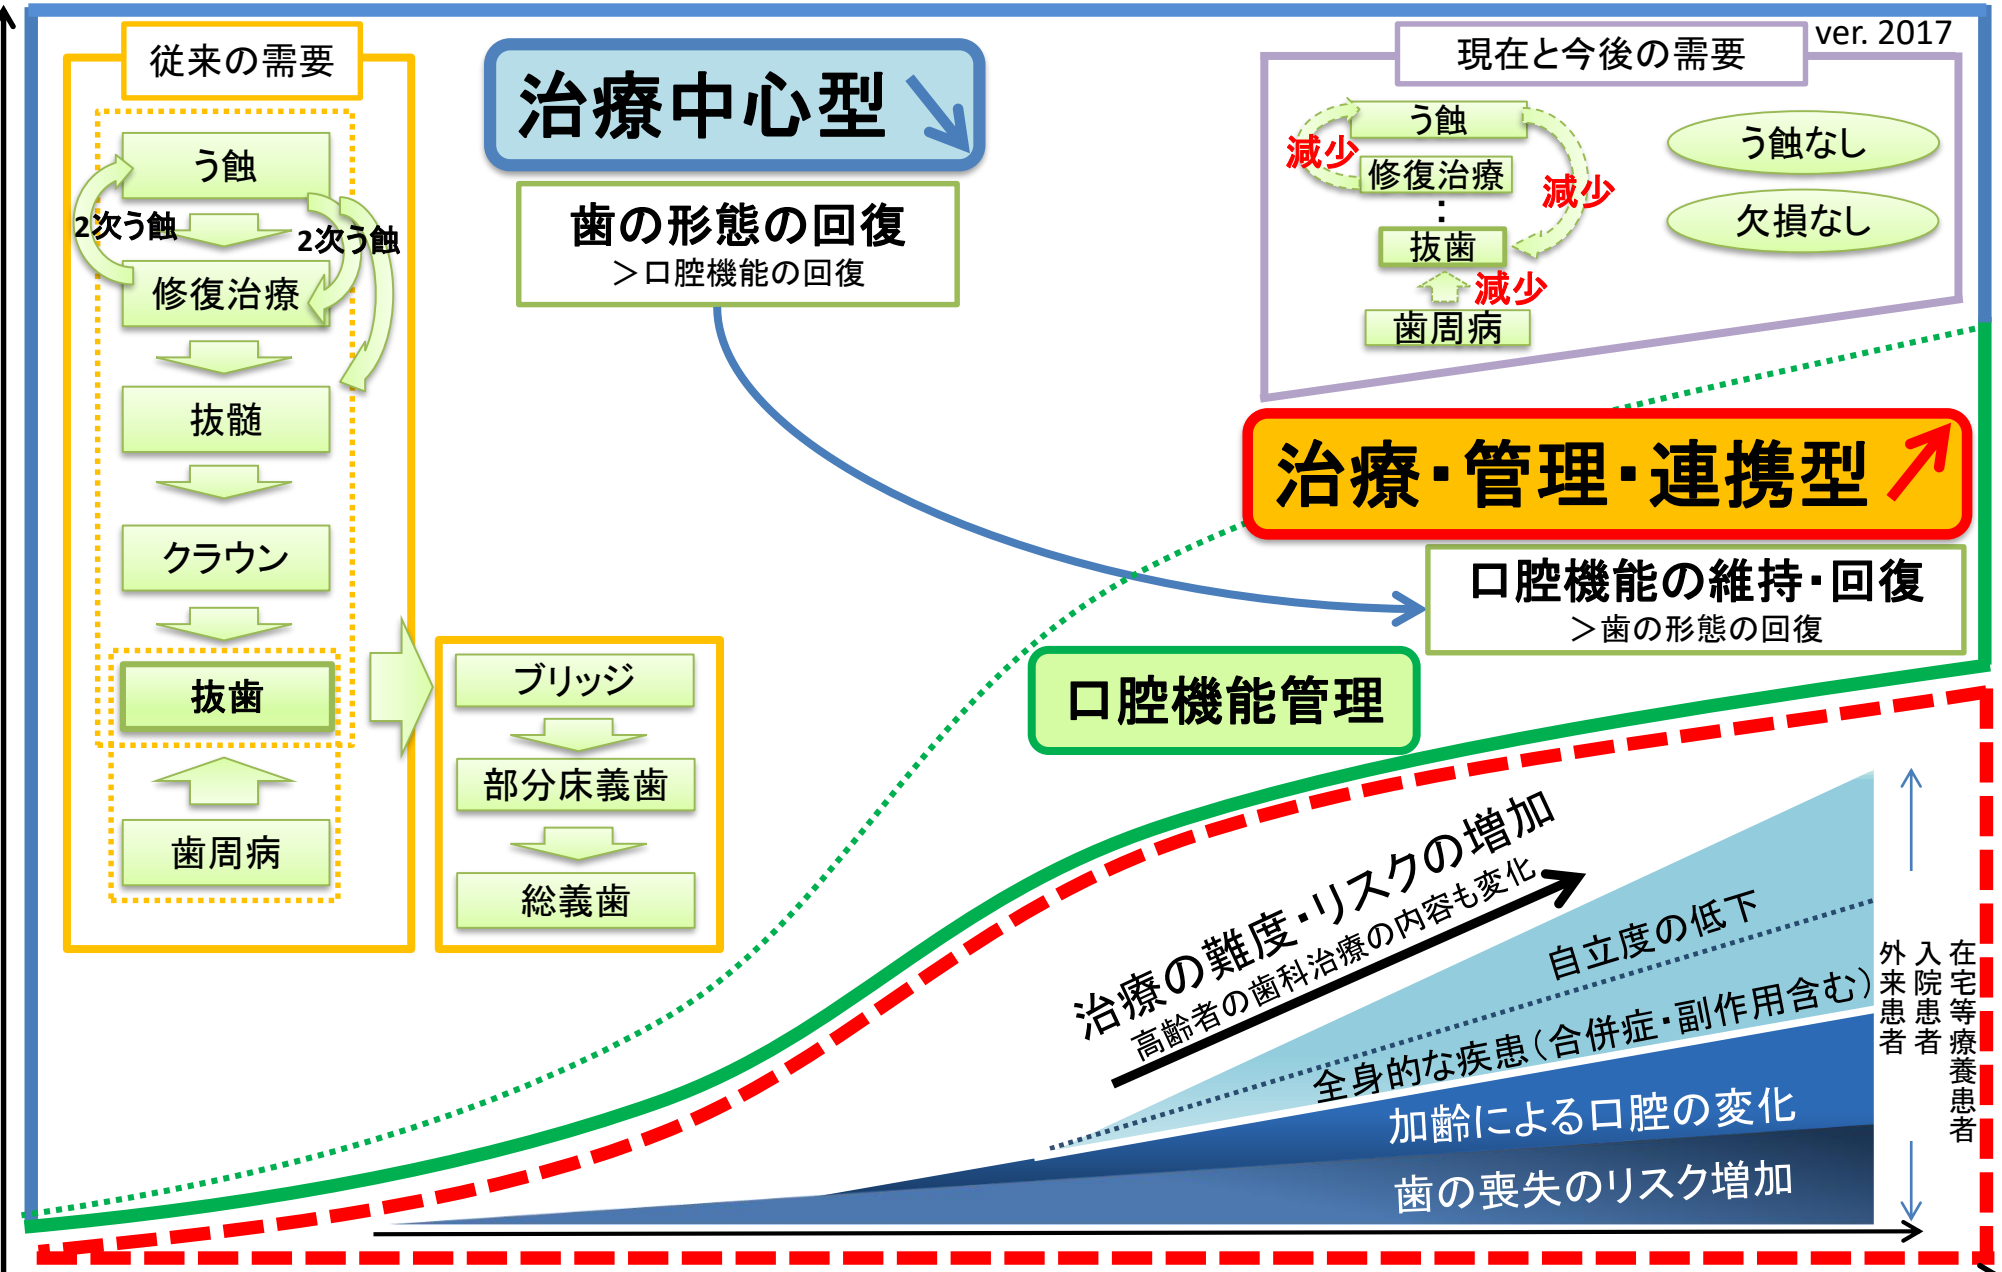 従来の需要
う蝕
2次う蝕
2次う蝕
修復治療
抜髄
クラウン
抜歯
歯周病
ブリッジ
部分床義歯
総義歯
治療中心型
歯の形態の回復
＞口腔機能の回復
ver. 2017
現在と今後の需要
う蝕
減少
修復治療
減少
：
抜歯
減少
歯周病
う蝕なし
欠損なし
治療・管理・連携型
口腔機能の維持・回復
＞歯の形態の回復
口腔機能管理
治療の難度・リスクの増加
高齢者の歯科治療の内容も変化
自立度の低下
全身的な疾患（合併症・副作用含む）
加齢による口腔の変化
歯の喪失のリスク増加
在宅等療養患者
入院患者
外来患者